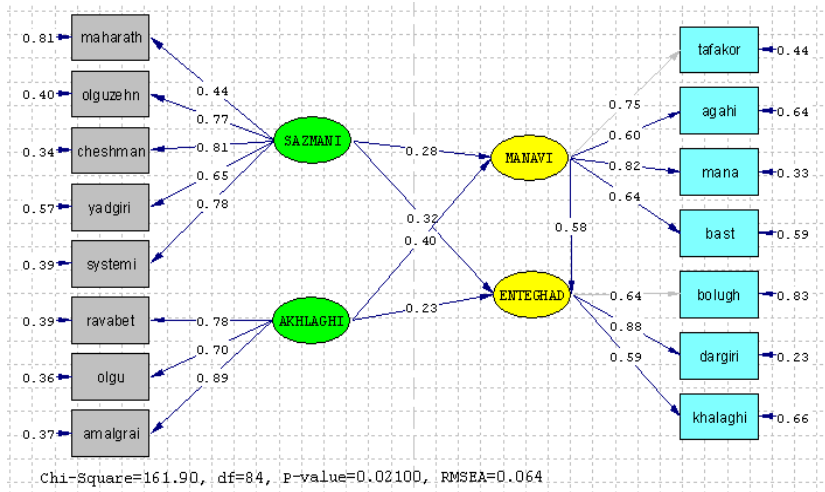 0.81 maharath
0.40 olguzehn
0.34 cheshman
0.57 yadgiri
0.39 systemi
0.39 ravabet
0.36 olgu
0.37 amalgrai
0.44
0.77
0.81
0.65
0.78
0.78
0.70
0.89
SAZMANI
AKHLAGHI
0.28
0.32
0.40
0.23
MANAVI
ENTEGHAD
0.58
0.75
0.60
0.82
0.64
0.64
0.88
0.59
tafakor 0.44
agahi 0.64
mana 0.33
bast 0.59
bolugh 0.83
dargiri 0.23
khalaghi 0.66
Chi-Square=161.90, df=84, P-value=0.02100, RMSEA=0.064